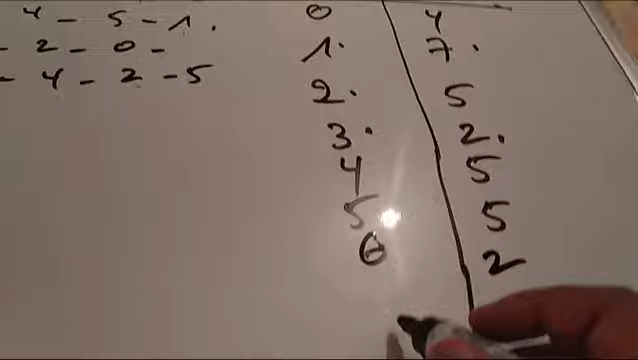 4 - 5 - 1.
- 2 - 0 -
- 4 - 2 - 5
0 4
1. 7.
2. 5
3. 2.
4 5
5 5
6 2